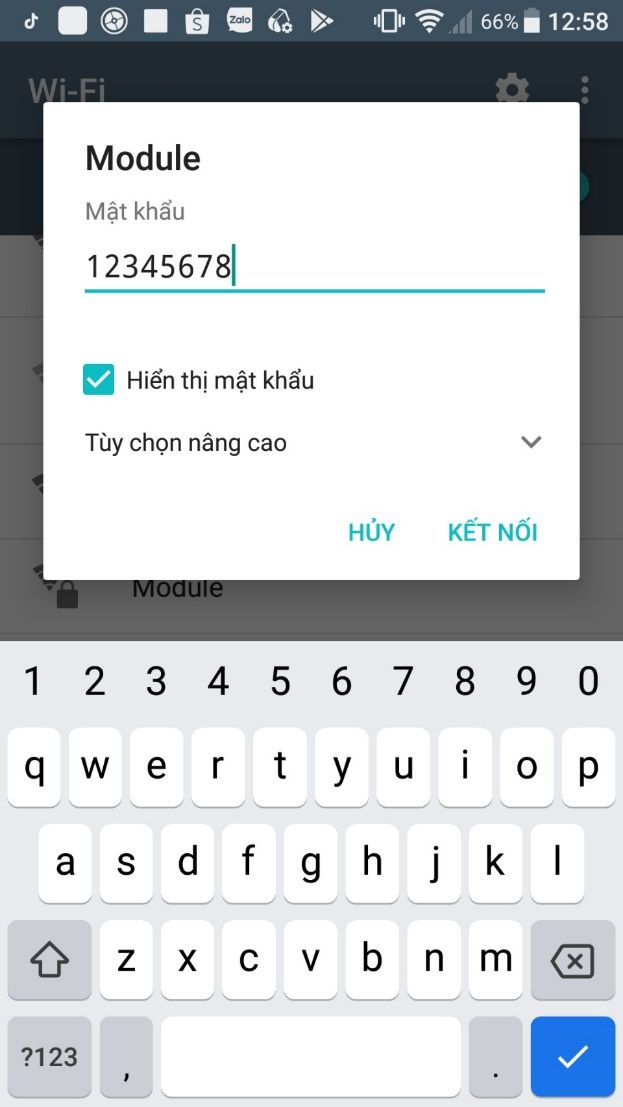 Zalo
66%
12:58
Wi-Fi
Module
Mật khẩu
12345678
Hiển thị mật khẩu
Tùy chọn nâng cao
HỦY
KẾT NỐI
Module
1 2 3 4 5 6 7 8 9 0
q w e r t y u i o p
a s d f g h j k l
z x c v b n m
?123 , .